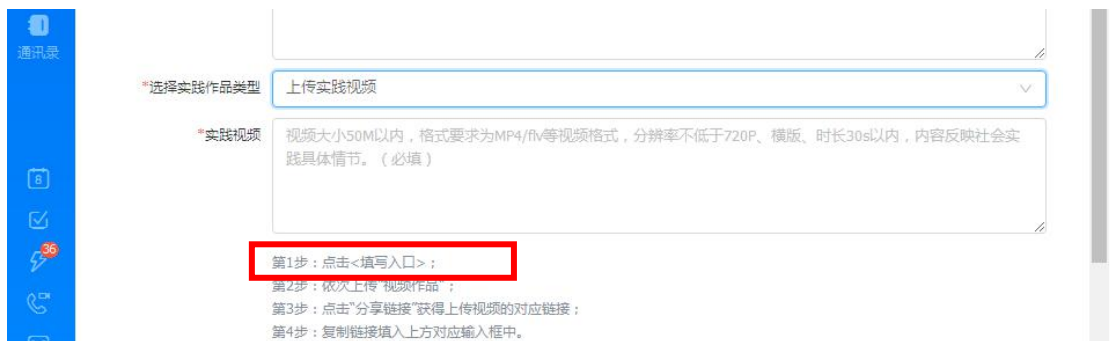 通讯录
*选择实践作品类型
上传实践视频
*实践视频
视频大小50M以内，格式要求为MP4/flv等视频格式，分辨率不低于720P、横版、时长30s以内，内容反映社会实
践具体情节。（必填）
6
36
第1步：点击<填写入口>；
第2步：依次上传"视频作品"；
第3步：点击"分享链接"获得上传视频的对应链接；
第4步：复制链接填入上方对应输入框中。